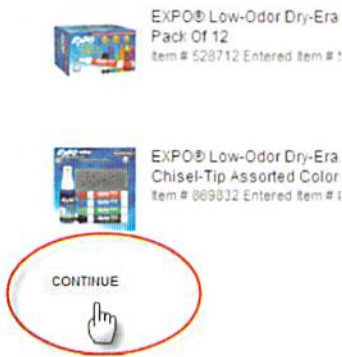 EXPO® Low-Odor Dry-Era
Pack Of 12
Item # 528712 Entered Item #
EXPO
EXPO® Low-Odor Dry-Era
Chisel-Tip Assorted Color
Item # 869832 Entered Item #
CONTINUE